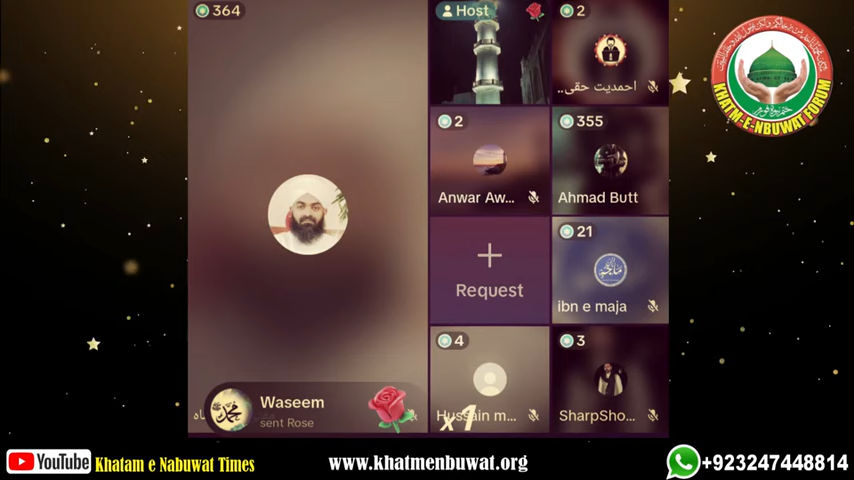 364
Host
2
احمدیت حقی..
2
Anwar Aw...
355
Ahmad Butt
+
Request
21
ibn e maja
4
Hussain m...
x1
3
SharpSho...
Waseem
sent Rose
KHATM-E-NBUWAT FORUM
YouTube Khatam e Nabuwat Times
www.khatmenbuwat.org
+923247448814